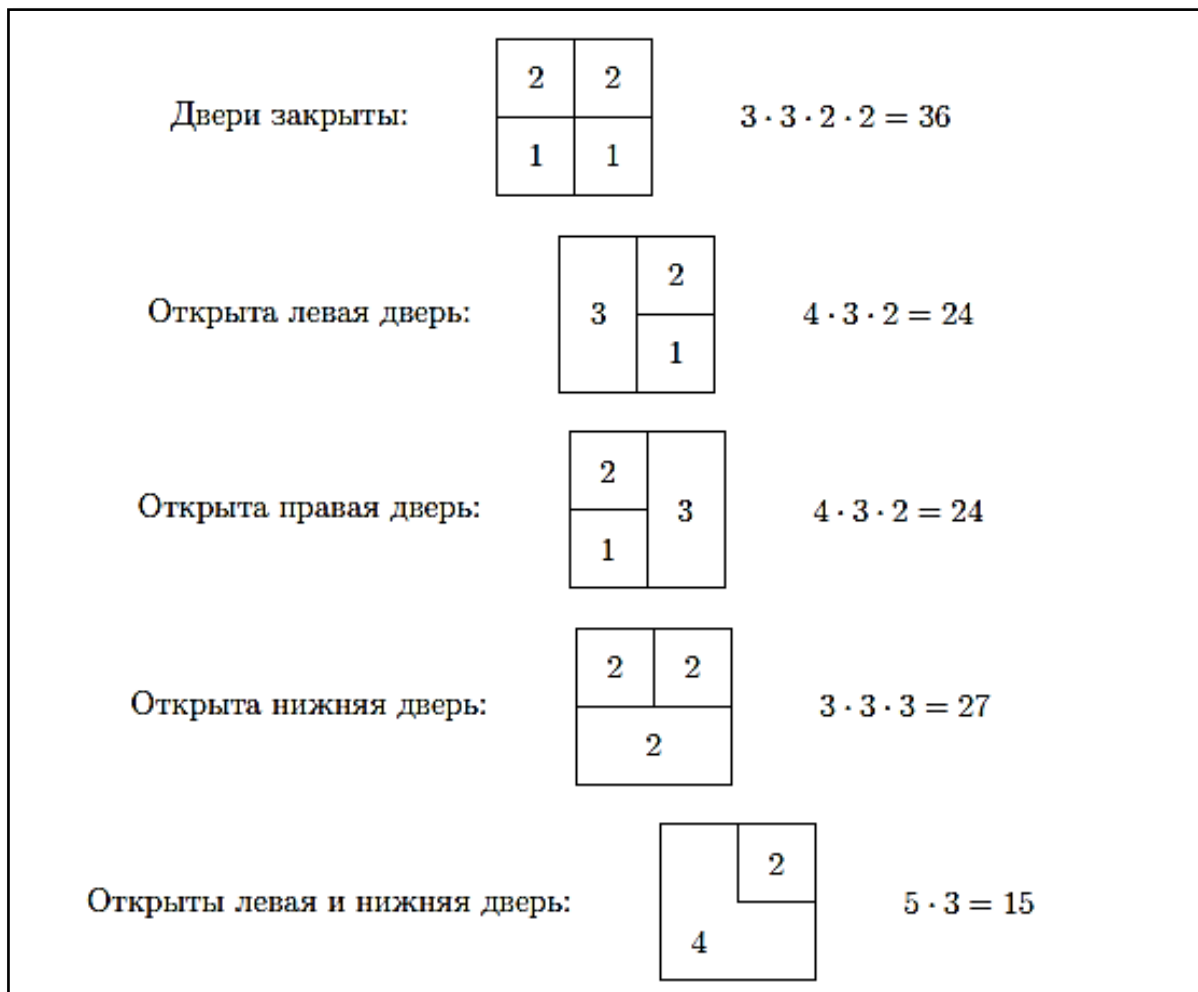 2 2
Двери закрыты: 3 · 3 · 2 · 2 = 36
1 1
2
Открыта левая дверь: 3 4 · 3 · 2 = 24
1
2
Открыта правая дверь: 3 4 · 3 · 2 = 24
1
2 2
Открыта нижняя дверь: 3 · 3 · 3 = 27
2
2
Открыты левая и нижняя дверь: 5 · 3 = 15
4